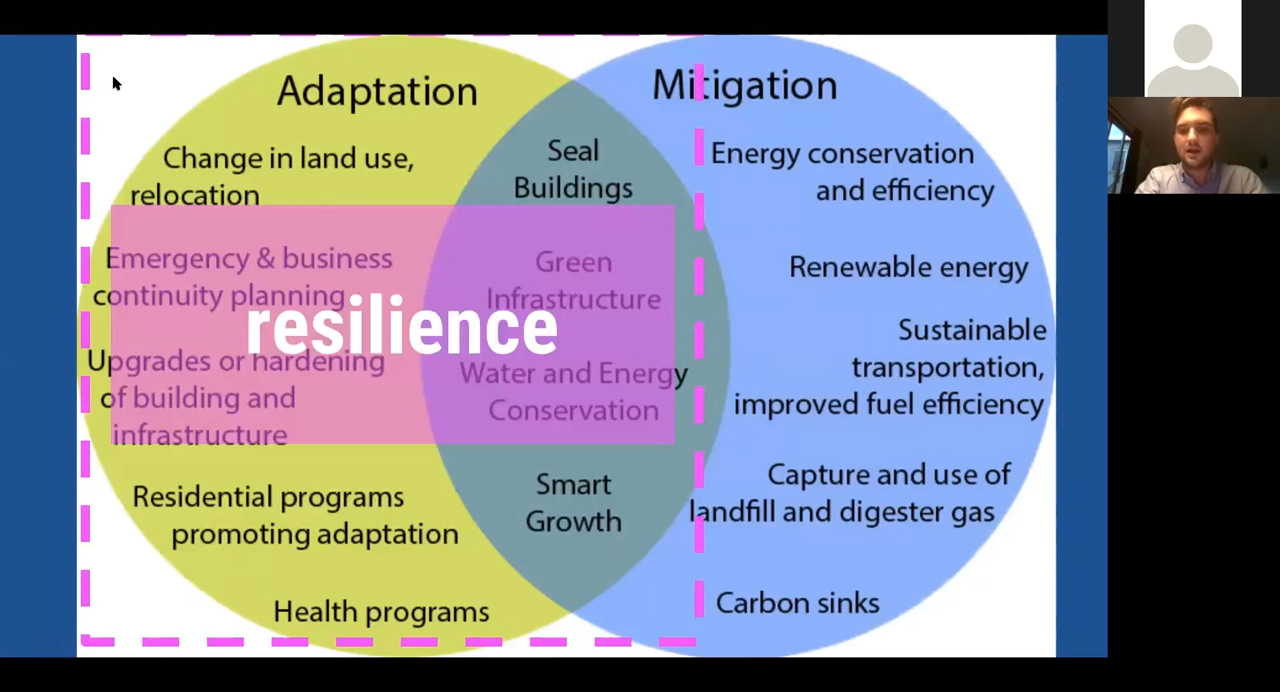 Adaptation
Change in land use,
relocation
Emergency & business
continuity planning
Upgrades or hardening
of building and
infrastructure
Residential programs
promoting adaptation
Health programs
resilience
Seal
Buildings
Green
Infrastructure
Water and Energy
Conservation
Smart
Growth
Mitigation
Energy conservation
and efficiency
Renewable energy
Sustainable
transportation,
improved fuel efficiency
Capture and use of
landfill and digester gas
Carbon sinks